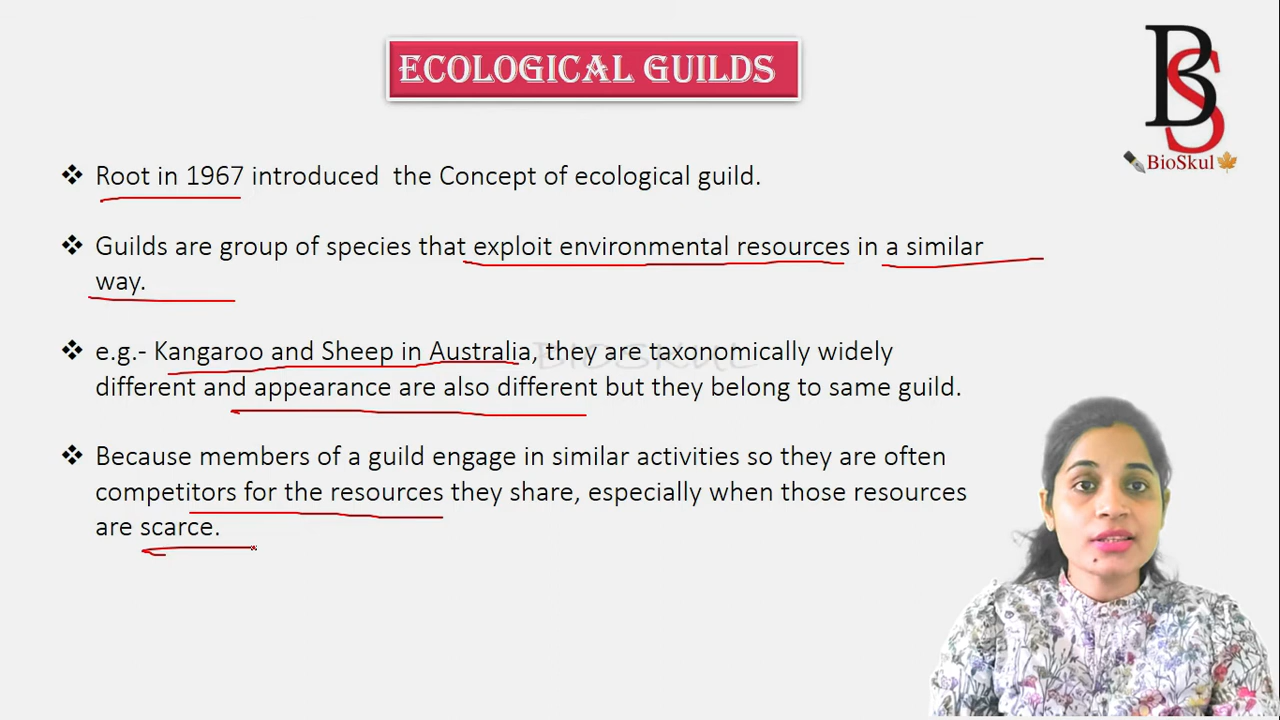 ECOLOGICAL GUILDS
BS
BioSkul
❖ Root in 1967 introduced the Concept of ecological guild.
❖ Guilds are group of species that exploit environmental resources in a similar
way.
❖ e.g.- Kangaroo and Sheep in Australia, they are taxonomically widely
different and appearance are also different but they belong to same guild.
BIOSKUL
❖ Because members of a guild engage in similar activities so they are often
competitors for the resources they share, especially when those resources
are scarce.